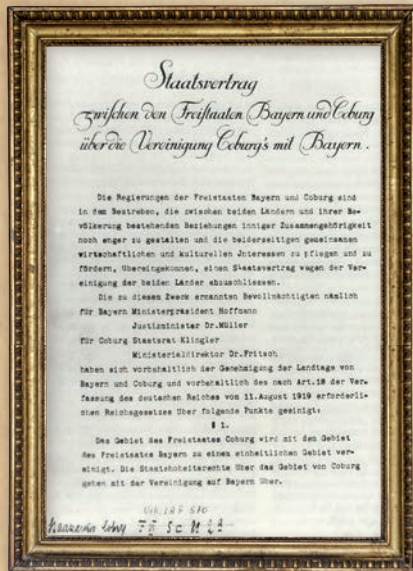 Staatsvertrag
zwischen den Freistaaten Bayern und Coburg
über die Vereinigung Coburg's mit Bayern.
Die Regierungen der Freistaaten Bayern und Coburg sind
in dem Bestreben, die zwischen beiden Ländern und ihrer Be-
völkerung bestehenden Beziehungen inniger Zusammengehörigkeit
noch enger zu gestalten und die beiderseitigen gemeinsamen
wirtschaftlichen und kulturellen Jnteressen zu pflegen und zu
fördern, übereingekommen, einen Staatsvertrag wegen der Ver-
einigung der beiden Länder abzuschliessen.
Die zu diesem Zweck ernannten Bevollmächtigten nämlich
für Bayern Ministerpräsident Hoffmann
Justizminister Dr.Müller
für Coburg Staatsrat Klingler
Ministerialdirektor Dr.Fritsch
haben sich vorbehaltlich der Genehmigung der Landtage von
Bayern und Coburg und vorbehaltlich des nach Art.18 der Ver-
fassung des deutschen Reiches vom 11.August 1919 erforderli-
chen Reichsgesetzes über folgende Punkte geeinigt:
§ 1.
Das Gebiet des Freistaates Coburg wird mit dem Gebiet
des Freistaates Bayern zu einem einheitlichen Gebiet ver-
einigt. Die Staatshoheitsrechte über das Gebiet von Coburg
gehen mit der Vereinigung auf Bayern über.